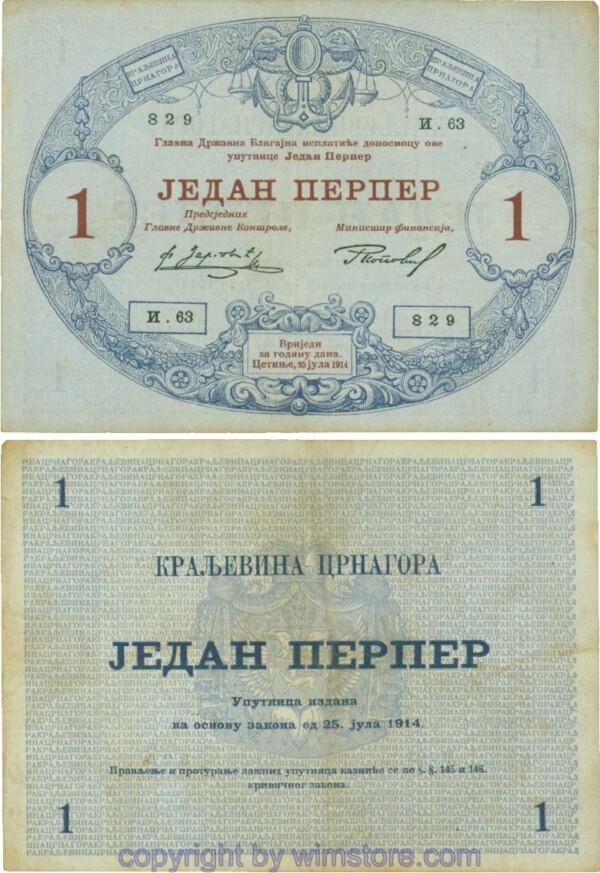 КРАЉЕВИНА
ЦРНАГОРА
КРАЉЕВИНА
ЦРНАГОРА
1
829
И. 63
Главна Државна Благајна исплатиће доносиоцу ове
упутнице Један Перпер
ЈЕДАН ПЕРПЕР
1
1
Предсједник
Главне Државне Контроле,
Министар финансија,
И. 63
829
Вриједи
за годину дана.
Цетиње, 25 јула 1914
1
1
КРАЉЕВИНА ЦРНАГОРА
ЈЕДАН ПЕРПЕР
Упутница издана
на основу закона од 25. јула 1914.
Прављење и протурање лажних упутница казниће се по §. §. 145 и 146.
кривичног закона.
1
1
copyright by wimstore.com